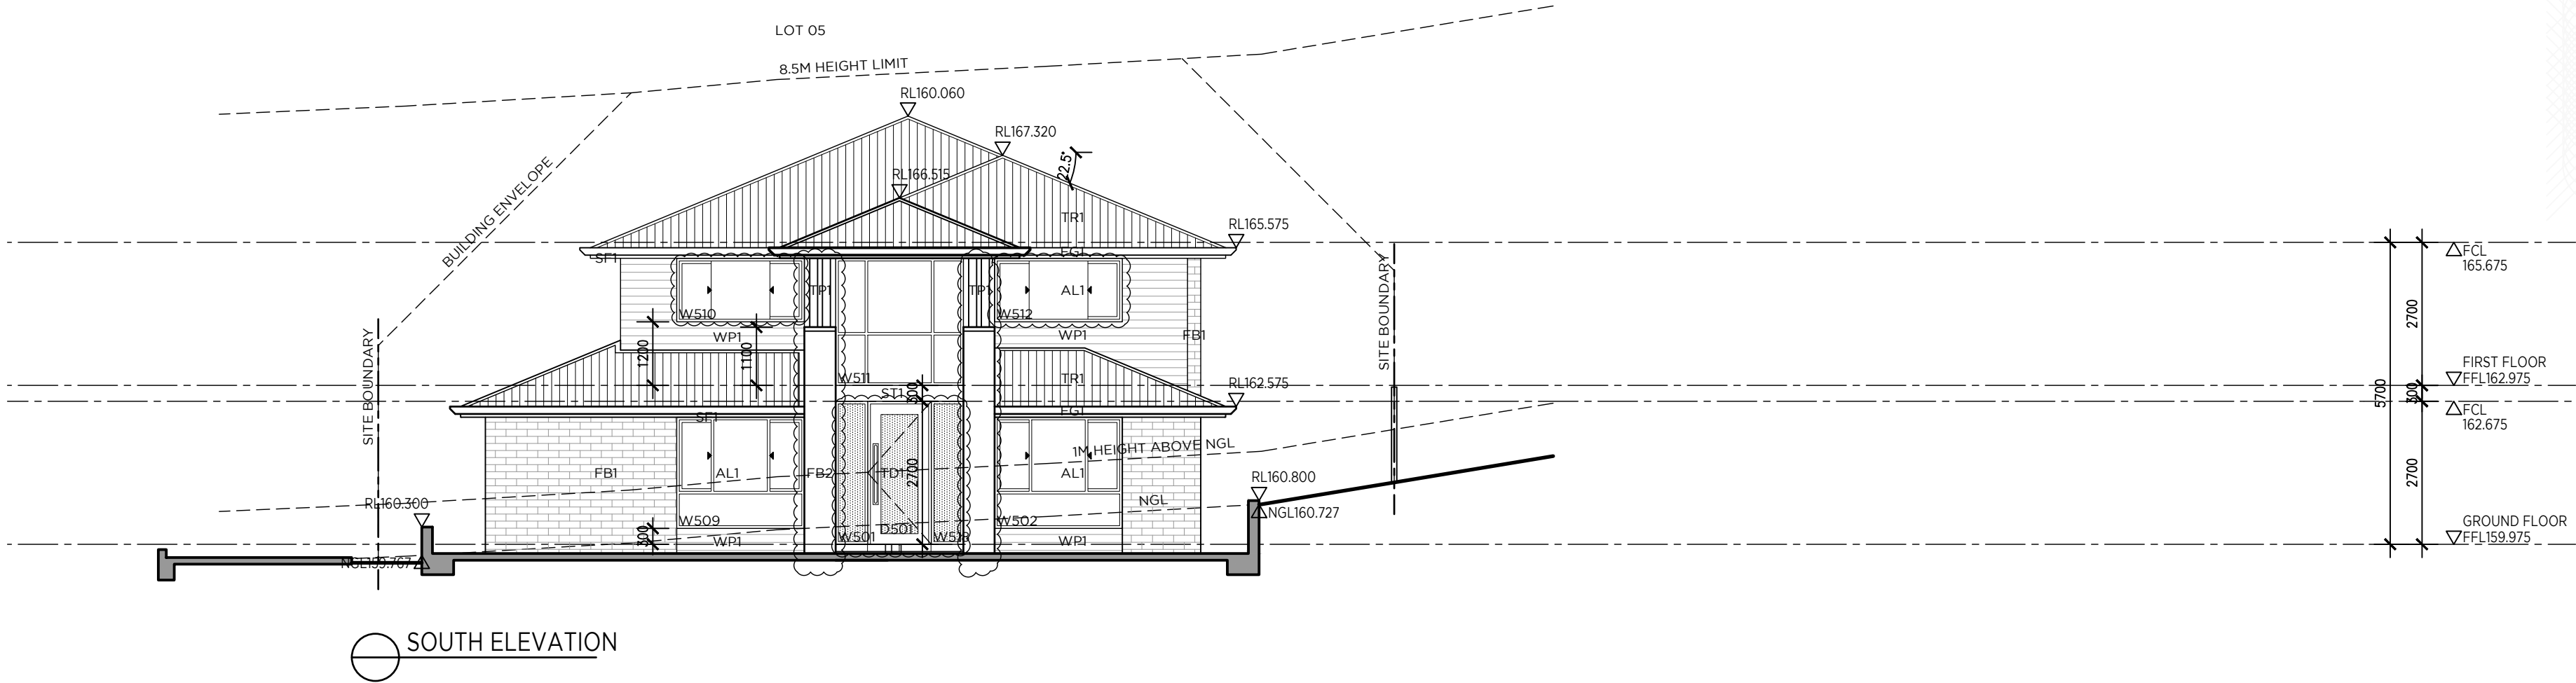 LOT 05
8.5M HEIGHT LIMIT
RL160.060
RL167.320
22.5°
BUILDING ENVELOPE
RL166.515
TR1
RL165.575
SF1
FG1
FCL
165.675
SITE BOUNDARY
TP1
TP1
AL1
W510
W512
2700
WP1
WP1
FB1
1200
1100
SITE BOUNDARY
FIRST FLOOR
FFL162.975
W511
TR1
RL162.575
ST1
300
5700
300
FCL
162.675
SF1
FG1
1M HEIGHT ABOVE NGL
FB1
AL1
FB2
TD1
2700
AL1
2700
RL160.800
RL160.300
NGL
NGL160.727
W509
W502
D501
GROUND FLOOR
FFL159.975
300
WP1
W501
WP1
NGL159.767
SOUTH ELEVATION